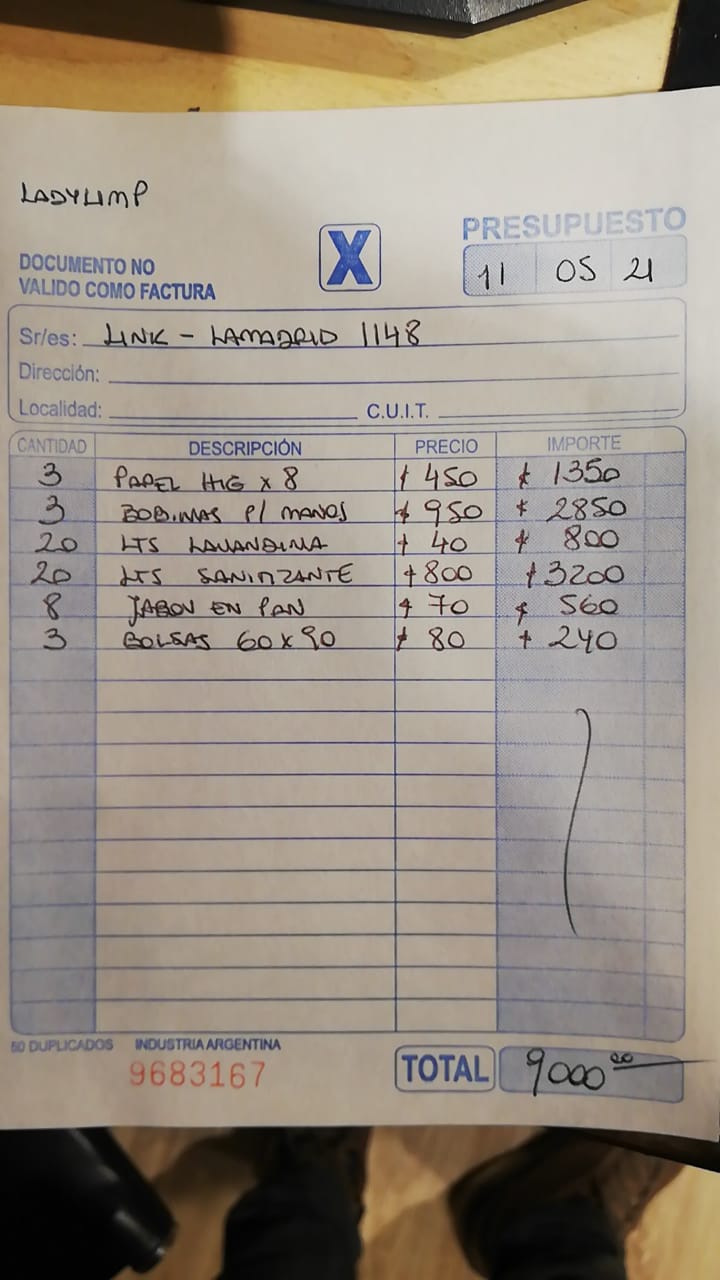 LADYLIMP
PRESUPUESTO
X
DOCUMENTO NO
VALIDO COMO FACTURA
11 05 21
Sr/es: LINK - LAMADRID 1148
Dirección:
Localidad: C.U.I.T.
CANTIDAD DESCRIPCIÓN PRECIO IMPORTE
3 PAPEL HIG x 8 $ 450 $ 1350
3 BOBINAS P/ MANOS $ 950 $ 2850
20 LTS LAVANDINA $ 40 $ 800
20 LTS SANITIZANTE $ 800 $ 3200
8 JABON EN PAN $ 70 $ 560
3 BOLSAS 60 x 90 $ 80 $ 240
50 DUPLICADOS INDUSTRIA ARGENTINA
9683167
TOTAL 9000 00